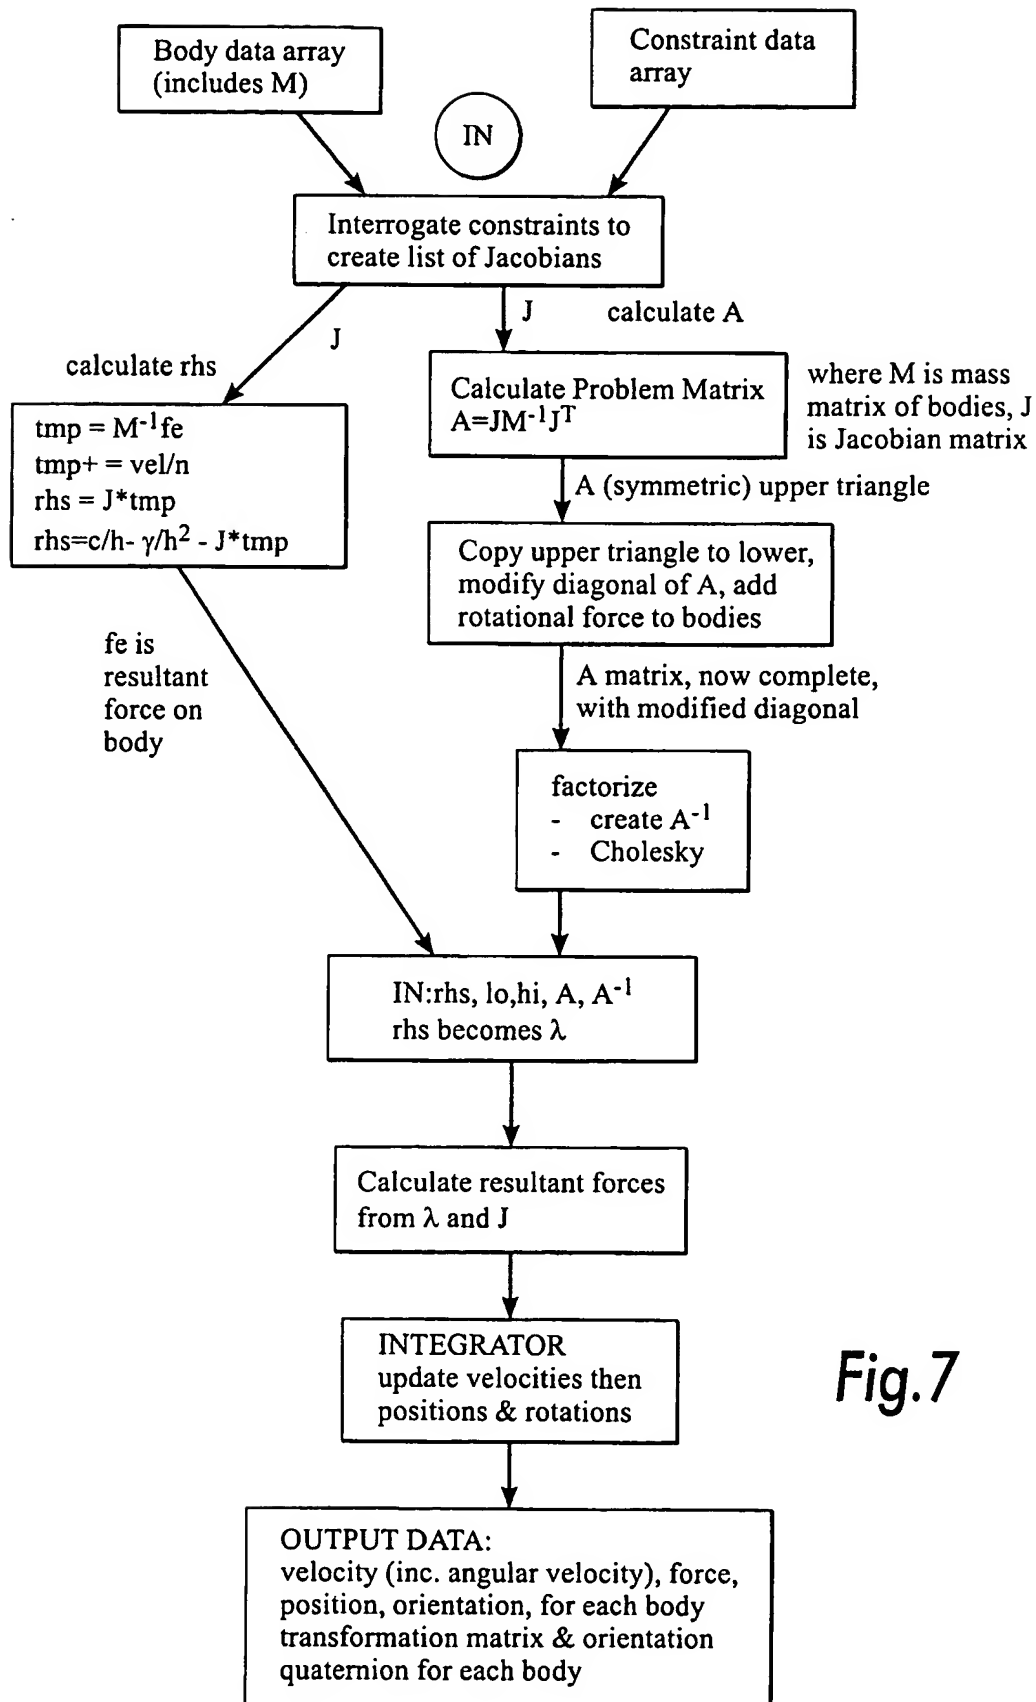 Body data array
(includes M)
Constraint data
array
IN
Interrogate constraints to
create list of Jacobians
J
calculate A
J
calculate rhs
Calculate Problem Matrix
A=JM⁻¹Jᵀ
where M is mass
matrix of bodies, J
is Jacobian matrix
tmp = M⁻¹fe
tmp+ = vel/n
rhs = J*tmp
rhs=c/h- γ/h² - J*tmp
A (symmetric) upper triangle
Copy upper triangle to lower,
modify diagonal of A, add
rotational force to bodies
fe is
resultant
force on
body
A matrix, now complete,
with modified diagonal
factorize
- create A⁻¹
- Cholesky
IN:rhs, lo,hi, A, A⁻¹
rhs becomes λ
Calculate resultant forces
from λ and J
INTEGRATOR
update velocities then
positions & rotations
Fig.7
OUTPUT DATA:
velocity (inc. angular velocity), force,
position, orientation, for each body
transformation matrix & orientation
quaternion for each body